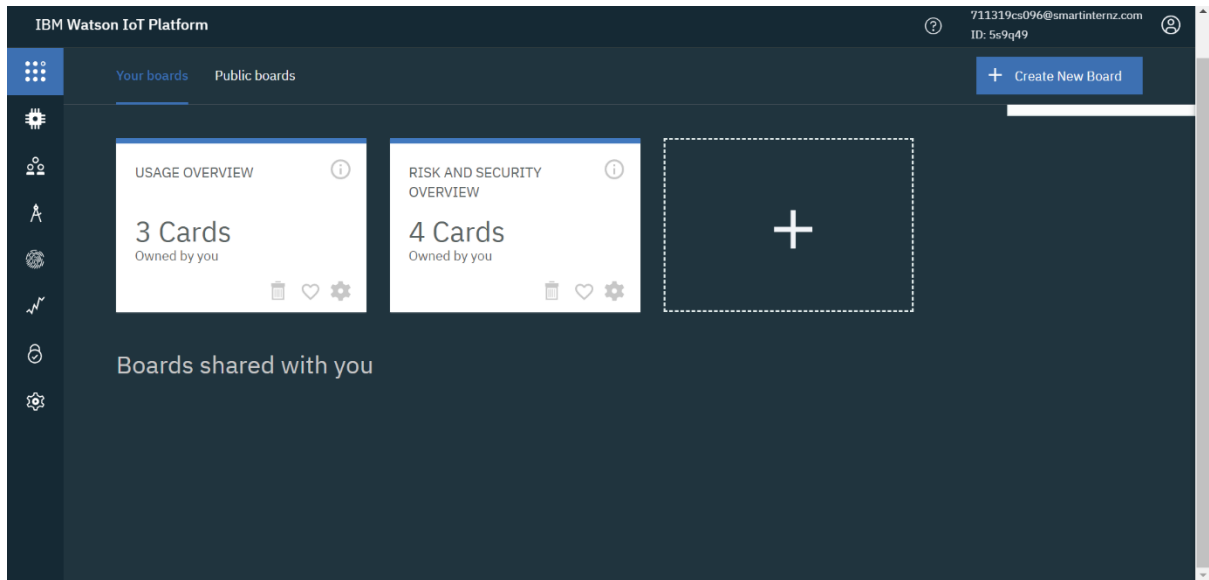 IBM Watson IoT Platform
711319cs096@smartinternz.com
ID: 5s9q49
Your boards
Public boards
+ Create New Board
USAGE OVERVIEW
3 Cards
Owned by you
RISK AND SECURITY
OVERVIEW
4 Cards
Owned by you
Boards shared with you